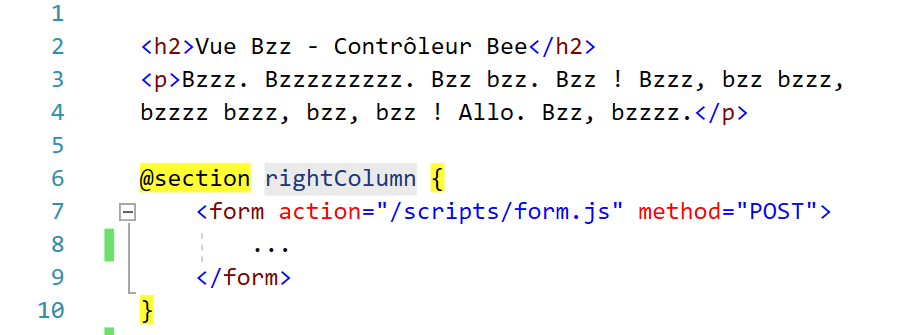 1
2 <h2>Vue Bzz - Contrôleur Bee</h2>
3 <p>Bzzz. Bzzzzzzzzz. Bzz bzz. Bzz ! Bzzz, bzz bzzz,
4 bzzzz bzzz, bzz, bzz ! Allo. Bzz, bzzzz.</p>
5
6 @section rightColumn {
7 <form action="/scripts/form.js" method="POST">
8 ...
9 </form>
10 }